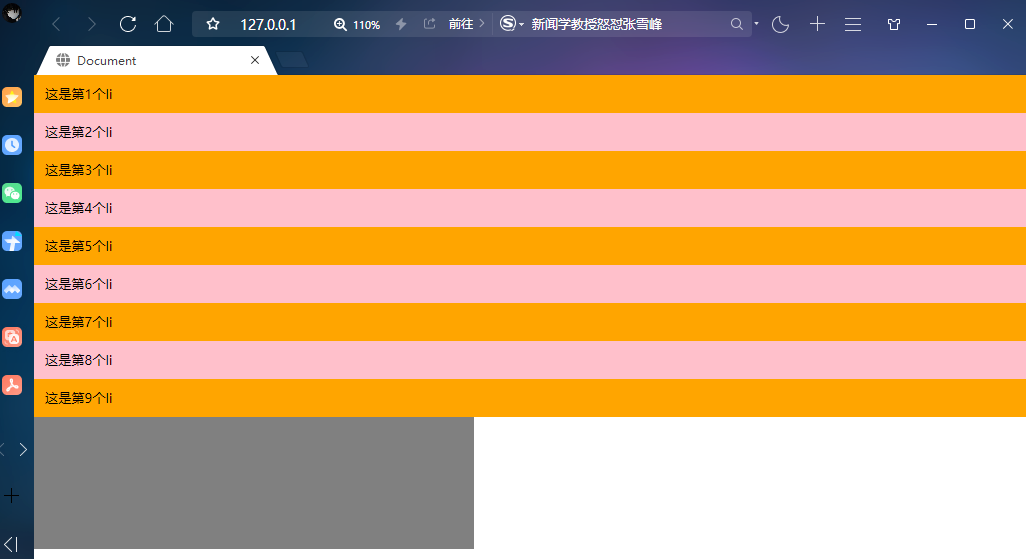 127.0.0.1 110% 前往 新闻学教授怒怼张雪峰
Document
这是第1个li
这是第2个li
这是第3个li
这是第4个li
这是第5个li
这是第6个li
这是第7个li
这是第8个li
这是第9个li